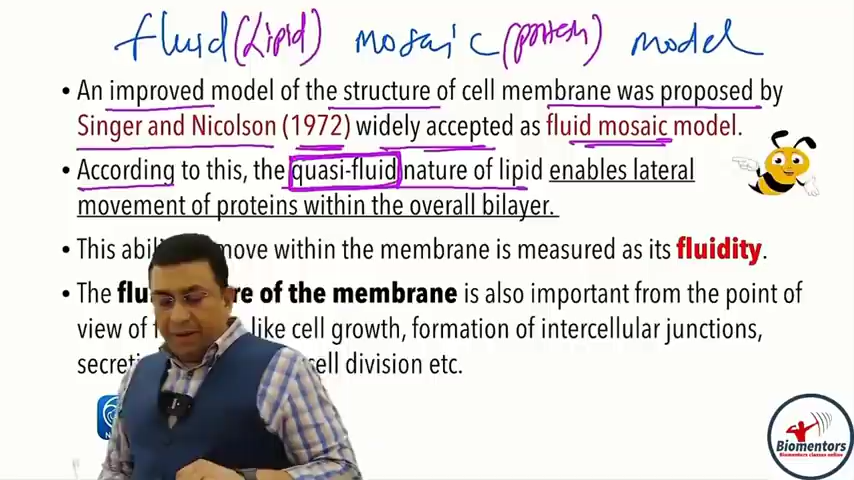 fluid (Lipid) mosaic (protein) model
• An improved model of the structure of cell membrane was proposed by
Singer and Nicolson (1972) widely accepted as fluid mosaic model.
• According to this, the quasi-fluid nature of lipid enables lateral
movement of proteins within the overall bilayer.
• This abi move within the membrane is measured as its fluidity.
• The flu re of the membrane is also important from the point of
view of f like cell growth, formation of intercellular junctions,
secreti cell division etc.
Biomentors
Biomentors classes online